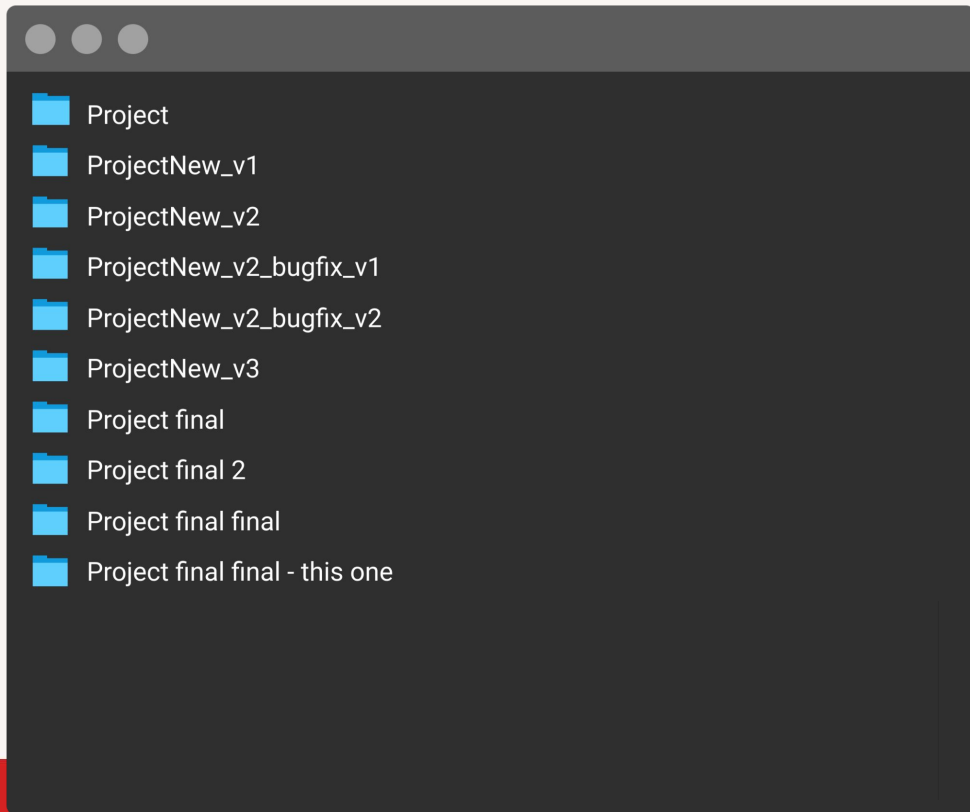 Project
ProjectNew_v1
ProjectNew_v2
ProjectNew_v2_bugfix_v1
ProjectNew_v2_bugfix_v2
ProjectNew_v3
Project final
Project final 2
Project final final
Project final final - this one